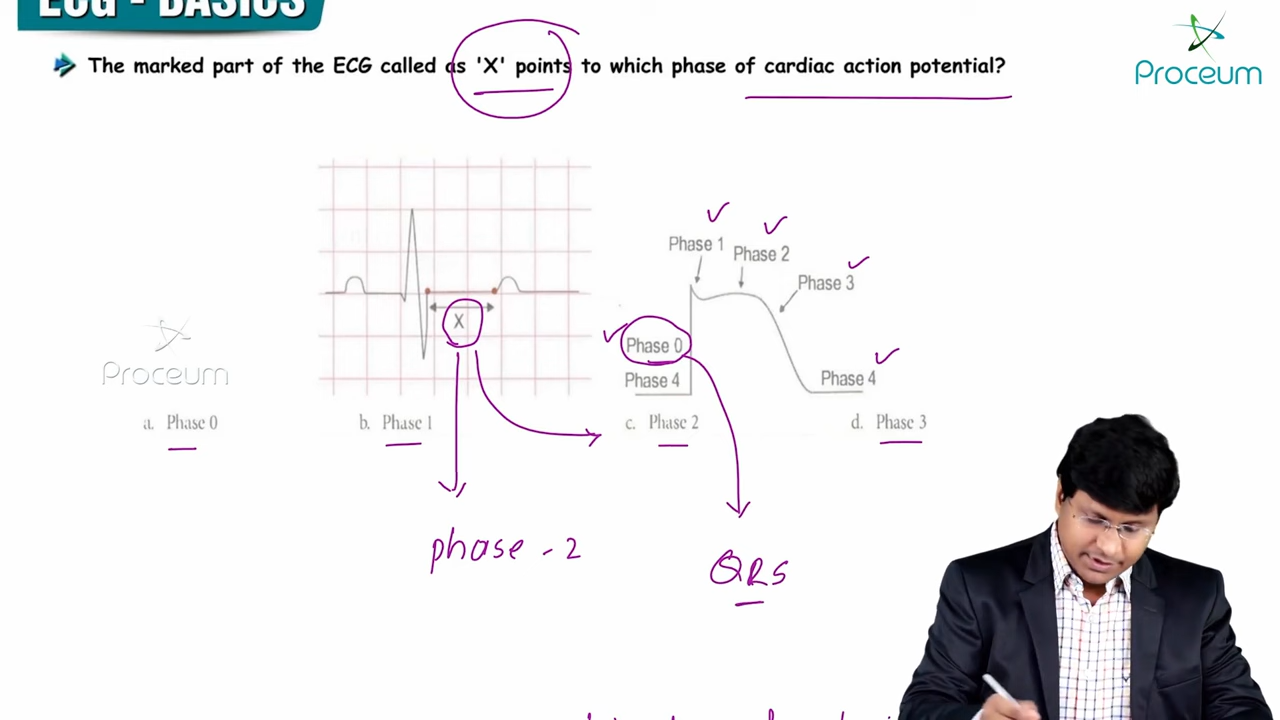 ECG - BASICS
The marked part of the ECG called as 'X' points to which phase of cardiac action potential?
Proceum
X
Phase 1
Phase 2
Phase 3
Phase 0
Phase 4
Phase 4
Proceum
a. Phase 0
b. Phase 1
c. Phase 2
d. Phase 3
phase - 2
QRS